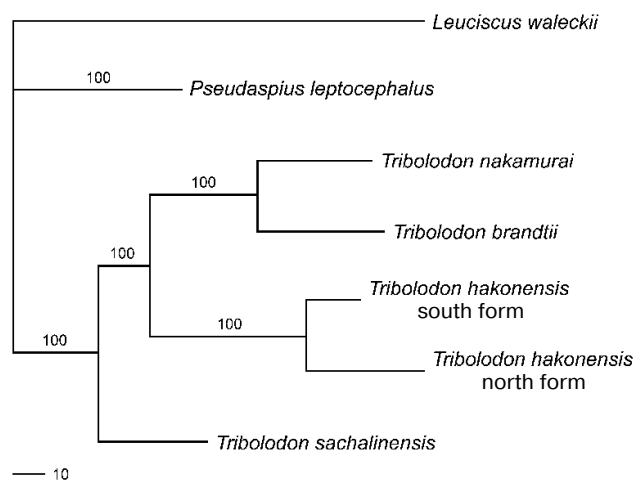 Leuciscus waleckii
100
Pseudaspius leptocephalus
Tribolodon nakamurai
100
Tribolodon brandtii
100
Tribolodon hakonensis
south form
100
100
Tribolodon hakonensis
north form
Tribolodon sachalinensis
10